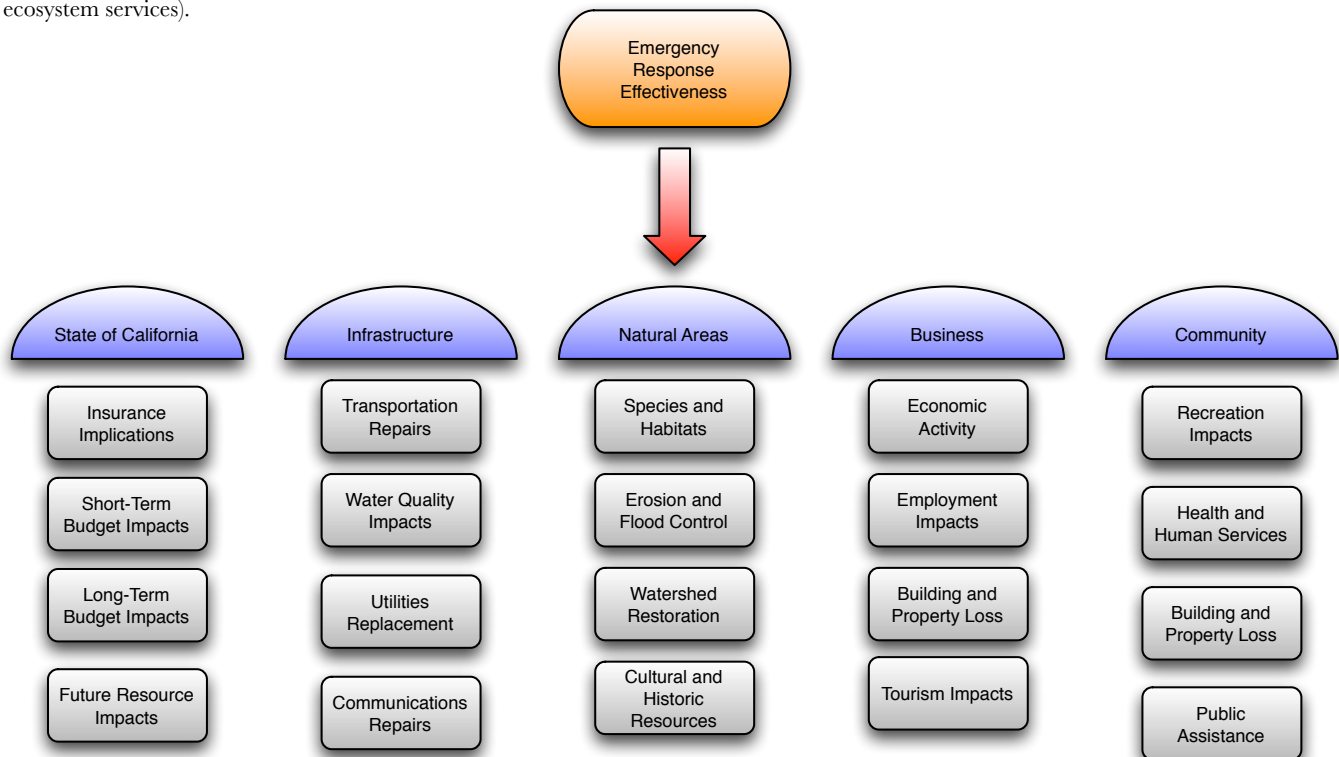 ecosystem services).
Emergency
Response
Effectiveness
State of California
Infrastructure
Natural Areas
Business
Community
Insurance
Implications
Short-Term
Budget Impacts
Long-Term
Budget Impacts
Future Resource
Impacts
Transportation
Repairs
Water Quality
Impacts
Utilities
Replacement
Communications
Repairs
Species and
Habitats
Erosion and
Flood Control
Watershed
Restoration
Cultural and
Historic
Resources
Economic
Activity
Employment
Impacts
Building and
Property Loss
Tourism Impacts
Recreation
Impacts
Health and
Human Services
Building and
Property Loss
Public
Assistance